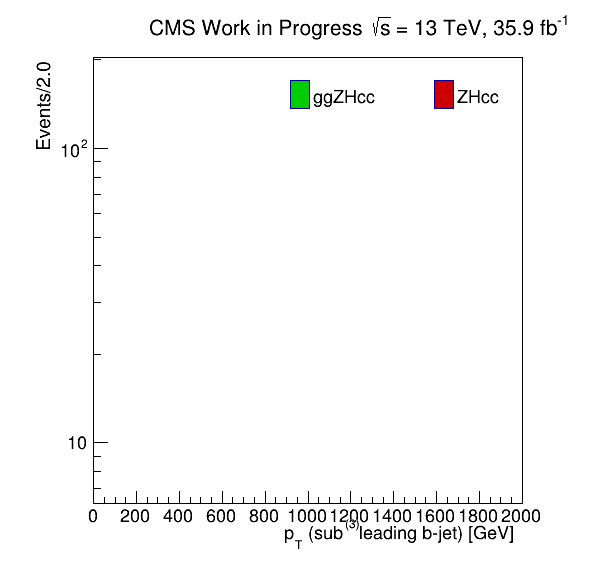 CMS Work in Progress √s = 13 TeV, 35.9 fb⁻¹
Events/2.0
ggZHcc
ZHcc
10²
10
0 200 400 600 800 1000 1200 1400 1600 1800 2000
p_T (sub⁽³⁾leading b-jet) [GeV]